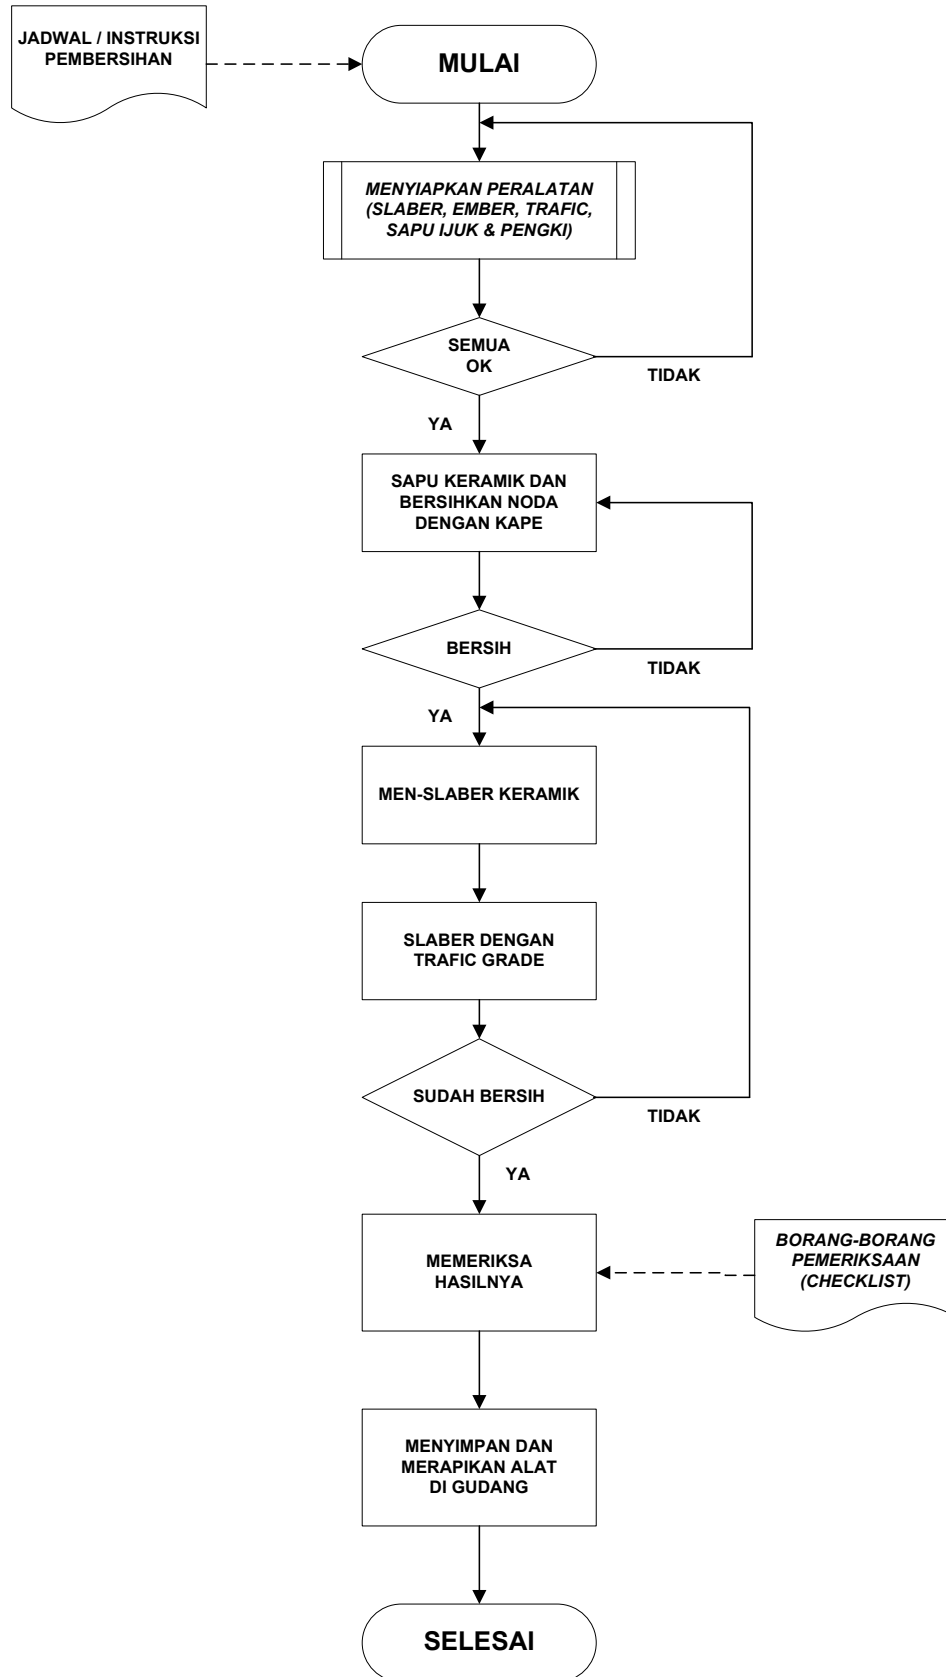 JADWAL / INSTRUKSI
PEMBERSIHAN
MULAI
MENYIAPKAN PERALATAN
(SLABER, EMBER, TRAFIC,
SAPU IJUK & PENGKI)
SEMUA
OK
TIDAK
YA
SAPU KERAMIK DAN
BERSIHKAN NODA
DENGAN KAPE
BERSIH
TIDAK
YA
MEN-SLABER KERAMIK
SLABER DENGAN
TRAFIC GRADE
SUDAH BERSIH
TIDAK
YA
MEMERIKSA
HASILNYA
BORANG-BORANG
PEMERIKSAAN
(CHECKLIST)
MENYIMPAN DAN
MERAPIKAN ALAT
DI GUDANG
SELESAI